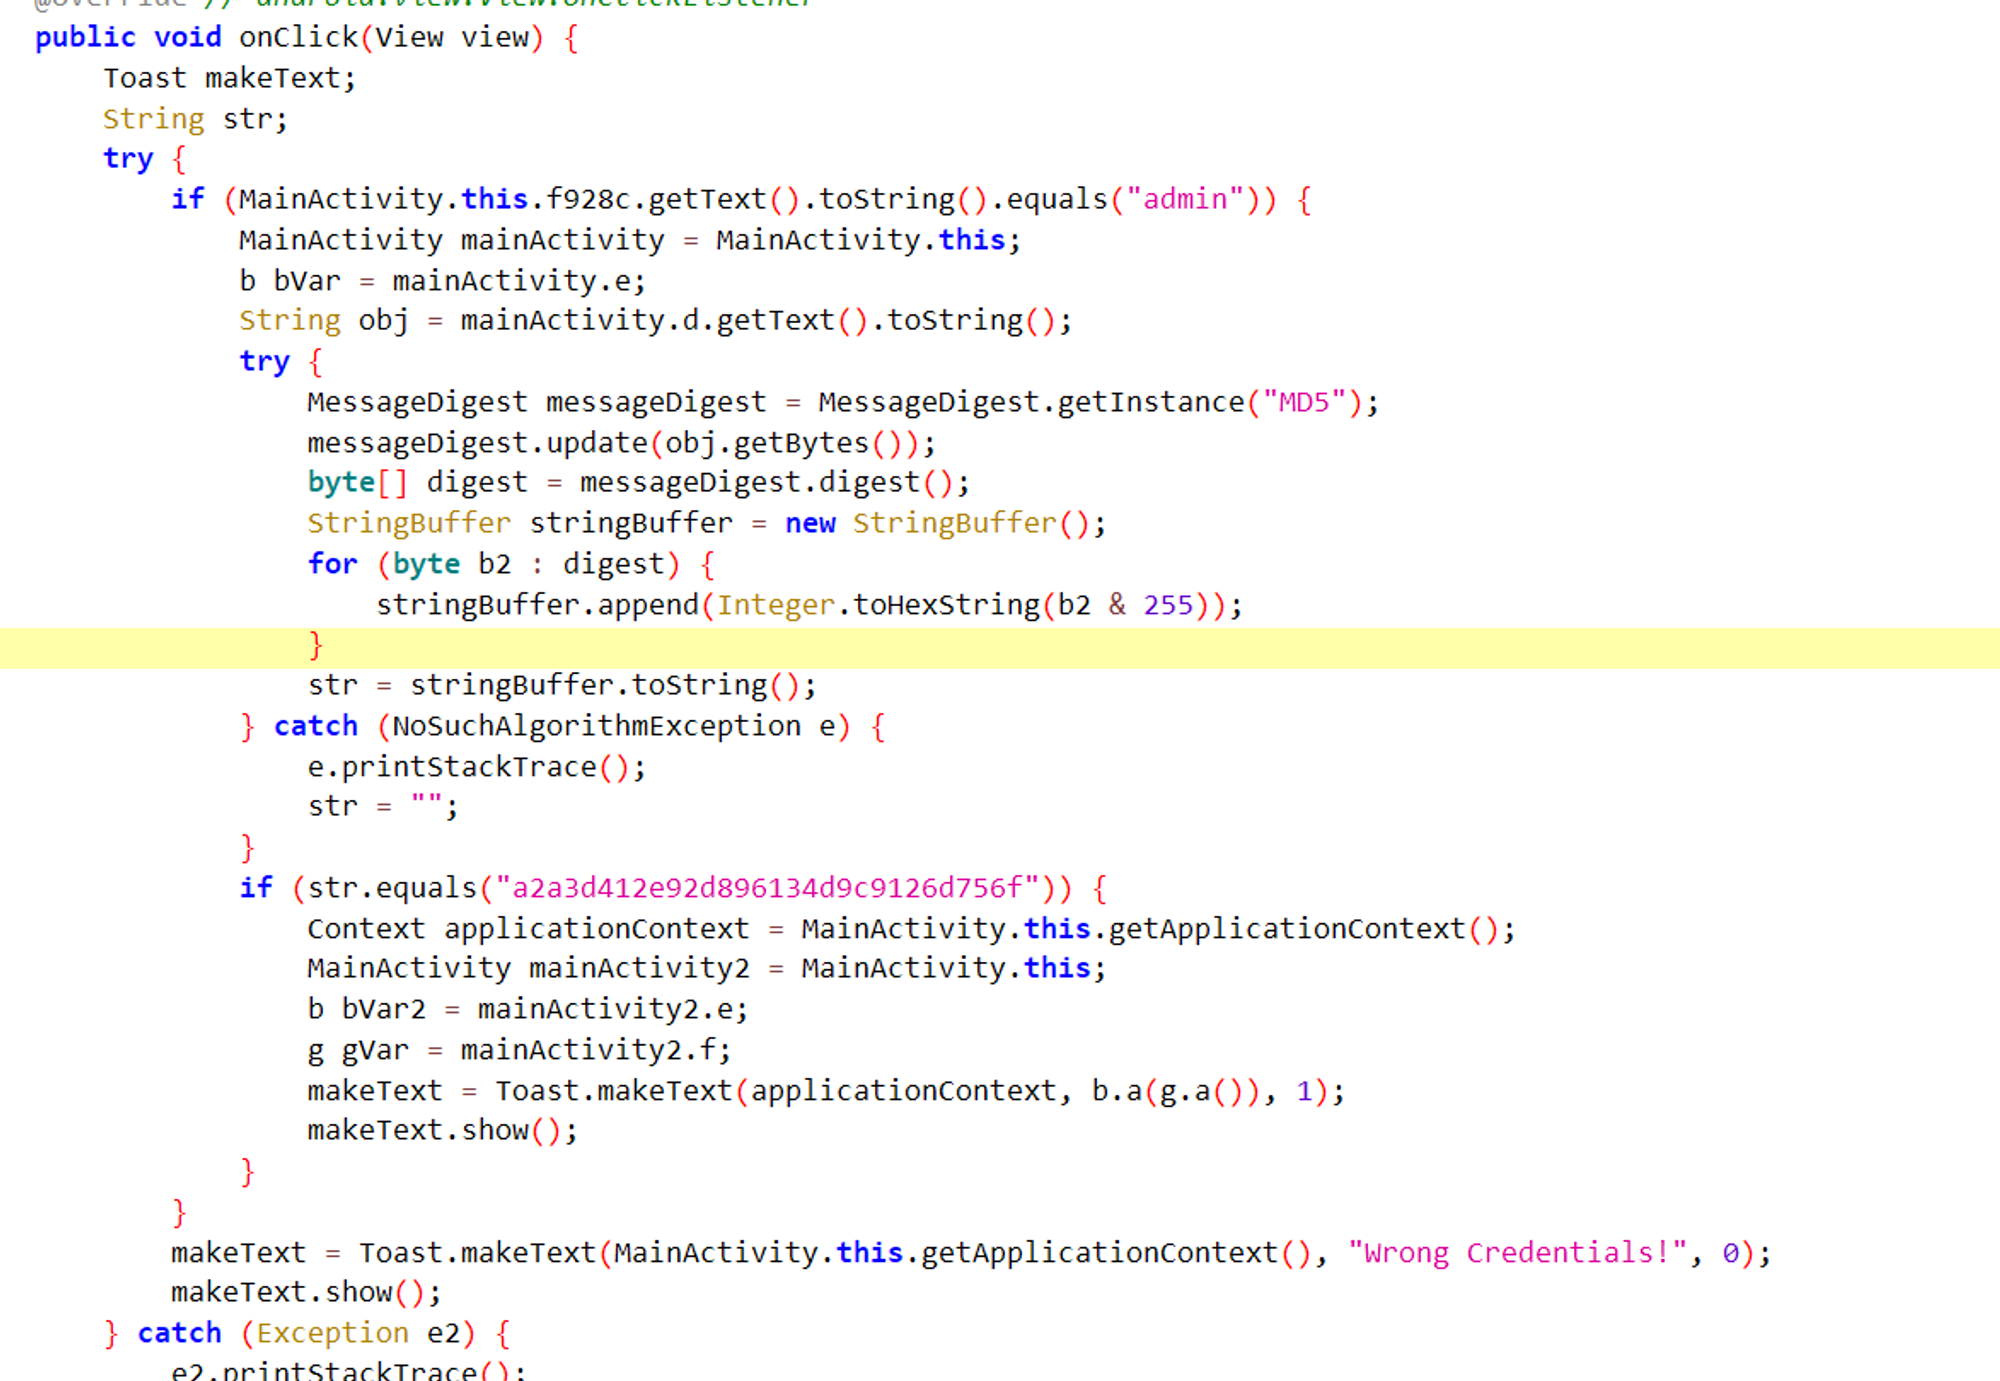 @Override // android.view.View.OnClickListener
public void onClick(View view) {
Toast makeText;
String str;
try {
if (MainActivity.this.f928c.getText().toString().equals("admin")) {
MainActivity mainActivity = MainActivity.this;
b bVar = mainActivity.e;
String obj = mainActivity.d.getText().toString();
try {
MessageDigest messageDigest = MessageDigest.getInstance("MD5");
messageDigest.update(obj.getBytes());
byte[] digest = messageDigest.digest();
StringBuffer stringBuffer = new StringBuffer();
for (byte b2 : digest) {
stringBuffer.append(Integer.toHexString(b2 & 255));
}
str = stringBuffer.toString();
} catch (NoSuchAlgorithmException e) {
e.printStackTrace();
str = "";
}
if (str.equals("a2a3d412e92d896134d9c9126d756f")) {
Context applicationContext = MainActivity.this.getApplicationContext();
MainActivity mainActivity2 = MainActivity.this;
b bVar2 = mainActivity2.e;
g gVar = mainActivity2.f;
makeText = Toast.makeText(applicationContext, b.a(g.a()), 1);
makeText.show();
}
}
makeText = Toast.makeText(MainActivity.this.getApplicationContext(), "Wrong Credentials!", 0);
makeText.show();
} catch (Exception e2) {
e2.printStackTrace();